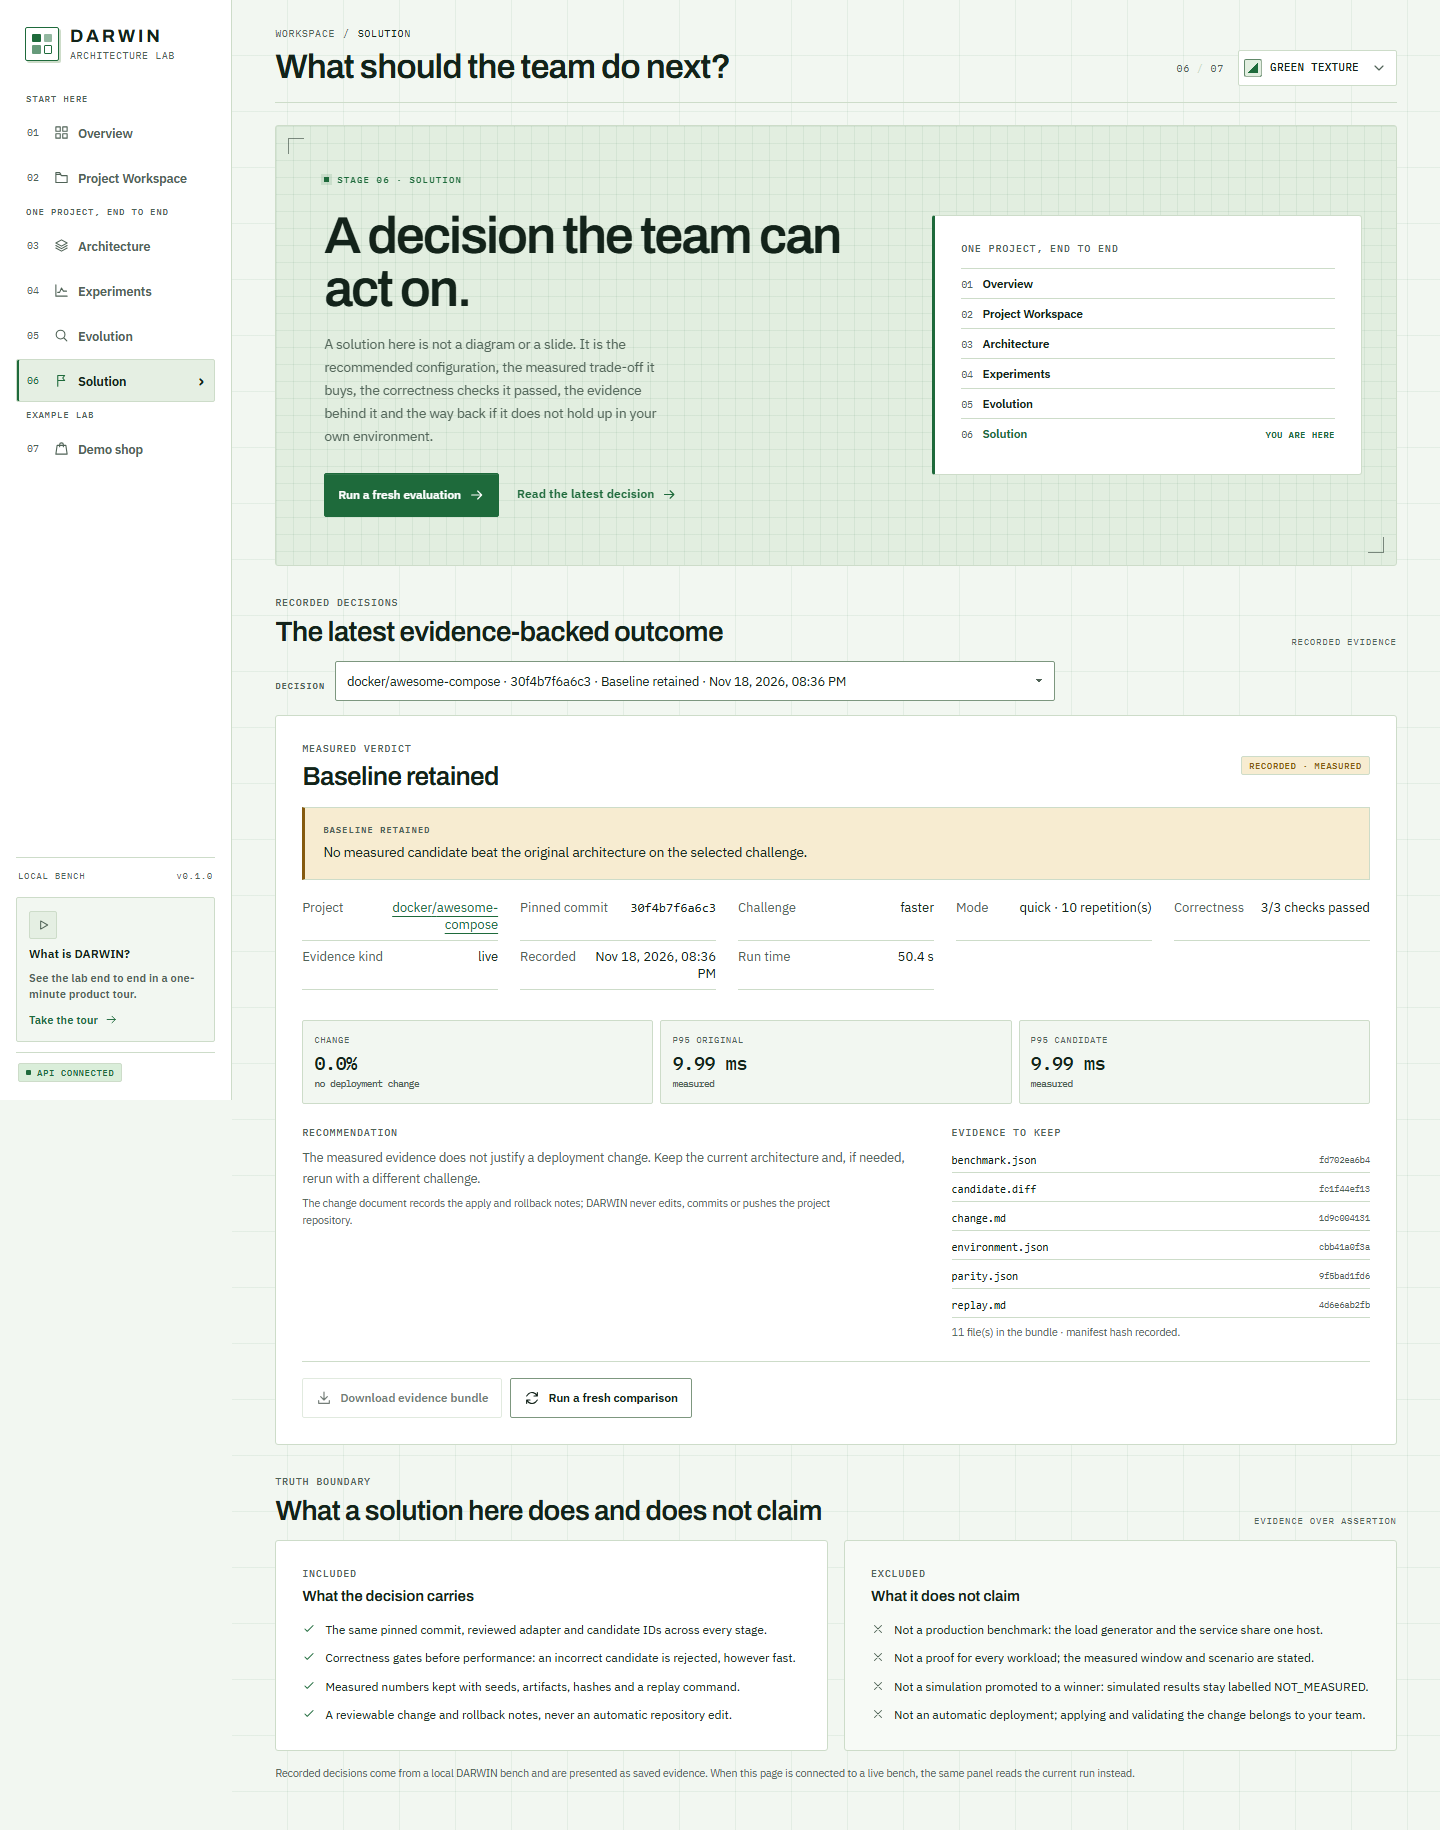 DARWIN
ARCHITECTURE LAB
START HERE
01 Overview
02 Project Workspace
ONE PROJECT, END TO END
03 Architecture
04 Experiments
05 Evolution
06 Solution ›
EXAMPLE LAB
07 Demo shop
LOCAL BENCH v0.1.0
What is DARWIN?
See the lab end to end in a one-
minute product tour.
Take the tour →
API CONNECTED
WORKSPACE / SOLUTION
What should the team do next?
06 / 07
GREEN TEXTURE
STAGE 06 · SOLUTION
A decision the team can
act on.
A solution here is not a diagram or a slide. It is the
recommended configuration, the measured trade-off it
buys, the correctness checks it passed, the evidence
behind it and the way back if it does not hold up in your
own environment.
Run a fresh evaluation →
Read the latest decision →
ONE PROJECT, END TO END
01 Overview
02 Project Workspace
03 Architecture
04 Experiments
05 Evolution
06 Solution YOU ARE HERE
RECORDED DECISIONS
The latest evidence-backed outcome
RECORDED EVIDENCE
DECISION
docker/awesome-compose · 30f4b7f6a6c3 · Baseline retained · Nov 18, 2026, 08:36 PM
MEASURED VERDICT
Baseline retained
RECORDED · MEASURED
BASELINE RETAINED
No measured candidate beat the original architecture on the selected challenge.
Project docker/awesome-
compose
Pinned commit 30f4b7f6a6c3
Challenge faster
Mode quick · 10 repetition(s)
Correctness 3/3 checks passed
Evidence kind live
Recorded Nov 18, 2026, 08:36
PM
Run time 50.4 s
CHANGE
0.0%
no deployment change
P95 ORIGINAL
9.99 ms
measured
P95 CANDIDATE
9.99 ms
measured
RECOMMENDATION
The measured evidence does not justify a deployment change. Keep the current architecture and, if needed,
rerun with a different challenge.
The change document records the apply and rollback notes; DARWIN never edits, commits or pushes the project
repository.
EVIDENCE TO KEEP
benchmark.json fd702ea6b4
candidate.diff fc1f44ef13
change.md 1d9c004131
environment.json cbb41a0f3a
parity.json 9f5bad1fd6
replay.md 4d6e6ab2fb
11 file(s) in the bundle · manifest hash recorded.
Download evidence bundle
Run a fresh comparison
TRUTH BOUNDARY
What a solution here does and does not claim
EVIDENCE OVER ASSERTION
INCLUDED
What the decision carries
The same pinned commit, reviewed adapter and candidate IDs across every stage.
Correctness gates before performance: an incorrect candidate is rejected, however fast.
Measured numbers kept with seeds, artifacts, hashes and a replay command.
A reviewable change and rollback notes, never an automatic repository edit.
EXCLUDED
What it does not claim
Not a production benchmark: the load generator and the service share one host.
Not a proof for every workload; the measured window and scenario are stated.
Not a simulation promoted to a winner: simulated results stay labelled NOT_MEASURED.
Not an automatic deployment; applying and validating the change belongs to your team.
Recorded decisions come from a local DARWIN bench and are presented as saved evidence. When this page is connected to a live bench, the same panel reads the current run instead.